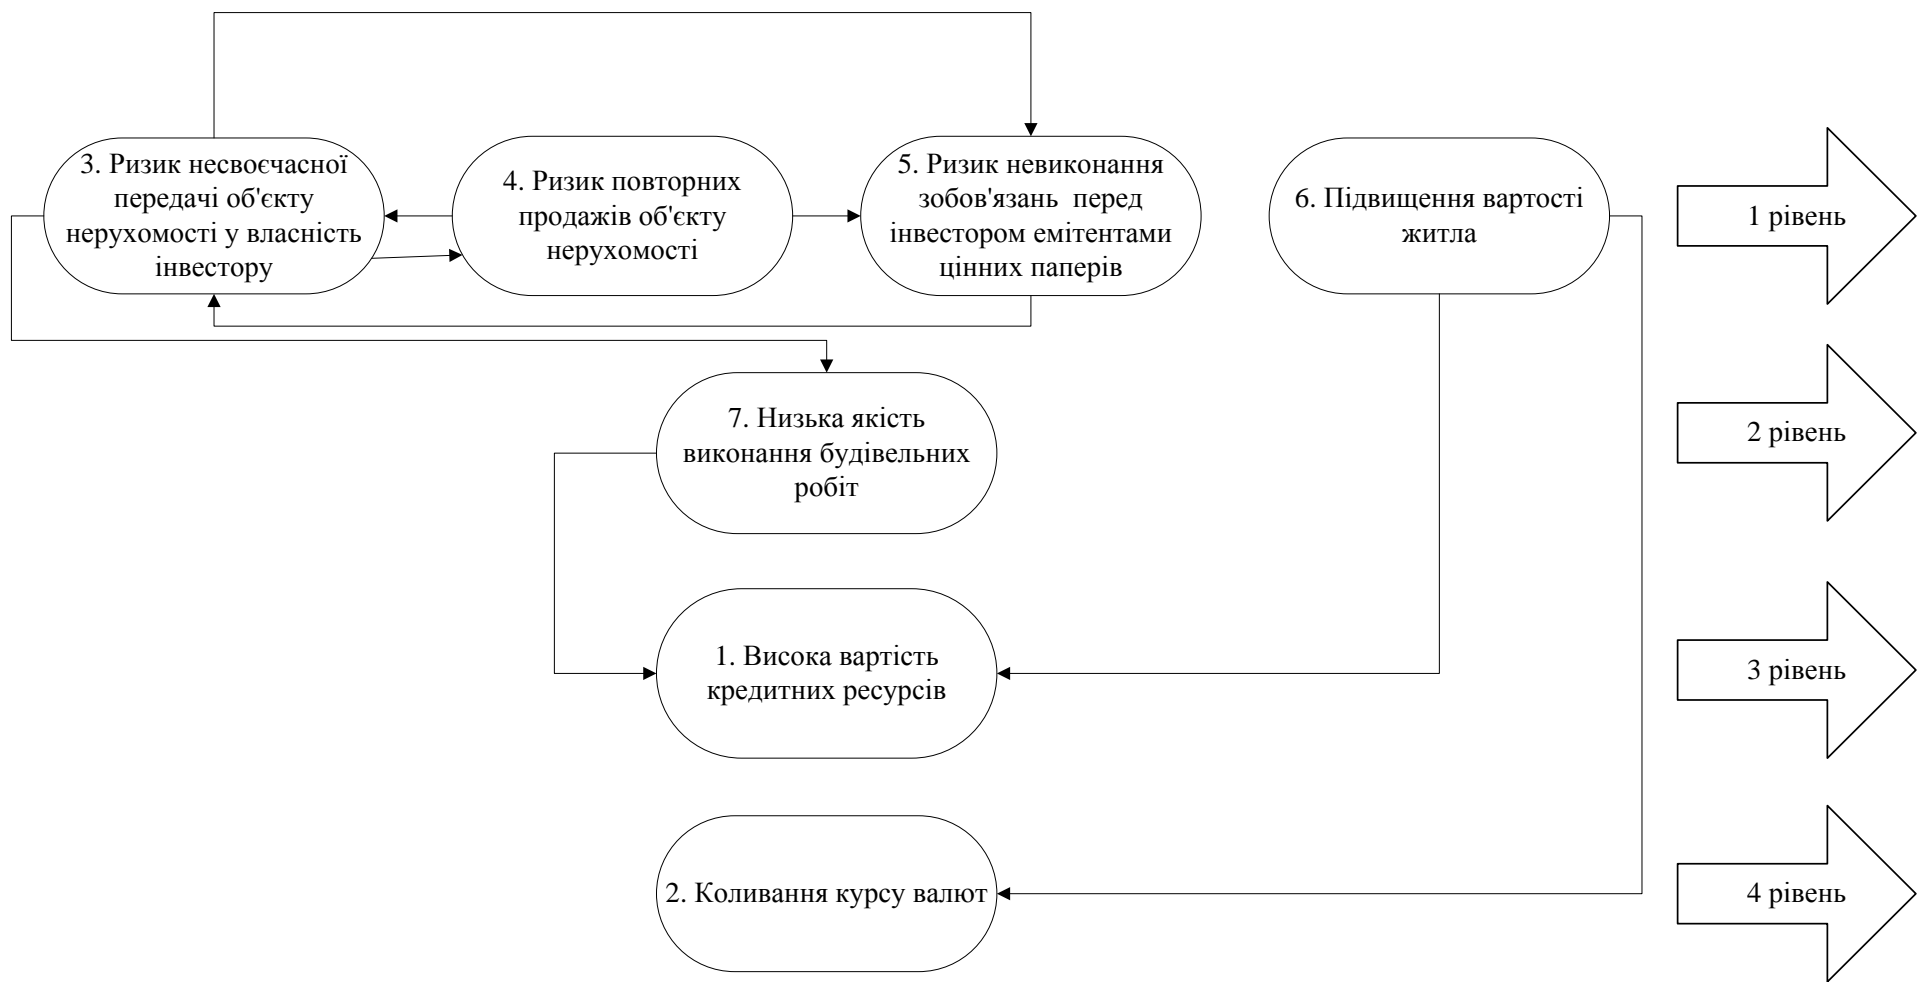 3. Ризик несвоєчасної
передачі об'єкту
нерухомості у власність
інвестору
4. Ризик повторних
продажів об'єкту
нерухомості
5. Ризик невиконання
зобов'язань перед
інвестором емітентами
цінних паперів
6. Підвищення вартості
житла
1 рівень
7. Низька якість
виконання будівельних
робіт
2 рівень
1. Висока вартість
кредитних ресурсів
3 рівень
2. Коливання курсу валют
4 рівень